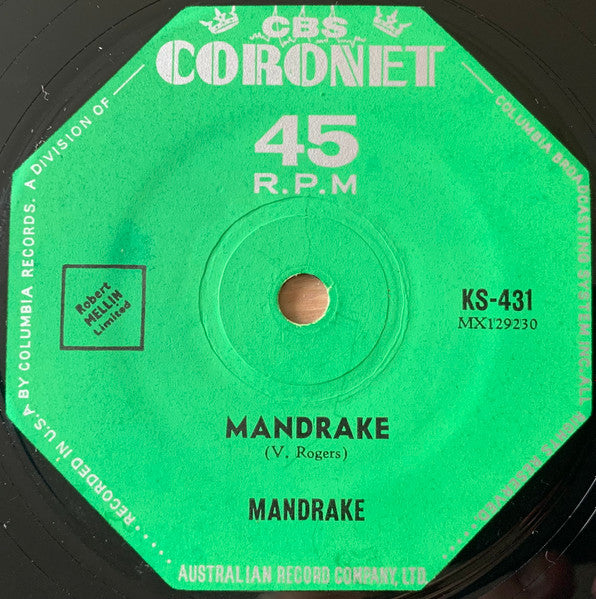 CBS
CORONET
45
R.P.M
RECORDED IN U.S.A BY COLUMBIA RECORDS. A DIVISION OF
COLUMBIA BROADCASTING SYSTEM INC. ALL RIGHTS RESERVED.
Robert
MELLIN
Limited
KS-431
MX129230
MANDRAKE
(V. Rogers)
MANDRAKE
AUSTRALIAN RECORD COMPANY, LTD.